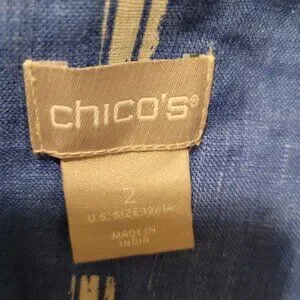 chico's®
2
U.S. SIZE 12/14
MADE IN
INDIA